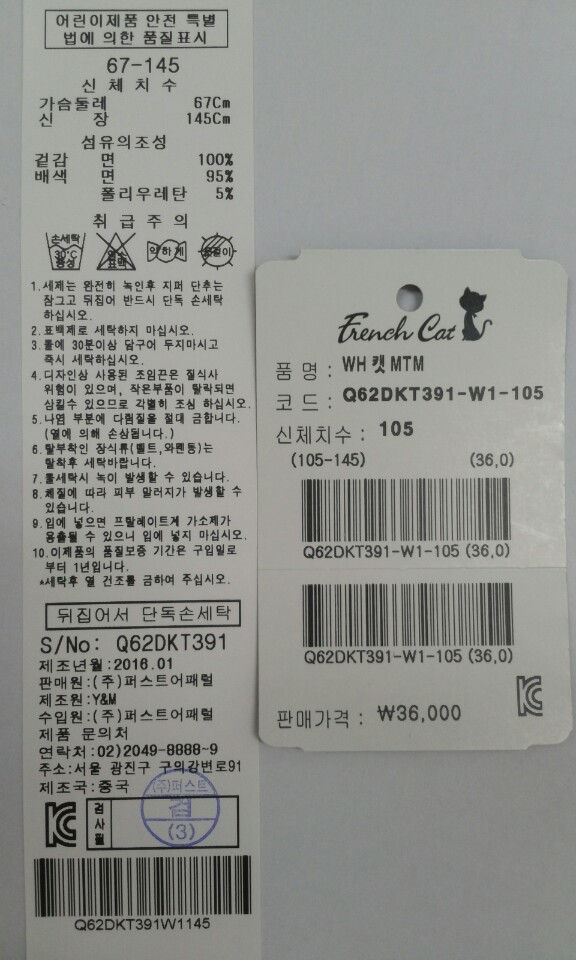 어린이제품 안전 특별
법에 의한 품질표시
67-145
신 체 치 수
가슴둘레 67Cm
신 장 145Cm
섬유의조성
겉감 면 100%
배색 면 95%
폴리우레탄 5%
취 급 주 의
손세탁
30℃
중성
염소
표백
약하게
옷걸이
1.세제는 완전히 녹인후 지퍼 단추는
잠그고 뒤집어 반드시 단독 손세탁
하십시오.
2.표백제로 세탁하지 마십시오.
3.물에 30분이상 담구어 두지마시고
즉시 세탁하십시오.
4.디자인상 사용된 조임끈은 질식사
위험이 있으며, 작은부품이 탈락되면
삼킬수 있으므로 각별히 조심 하십시오.
5.나염 부분에 다림질을 절대 금합니다.
(열에 의해 손상됩니다.)
6.탈부착인 장식류(벨트,와펜등)는
탈착후 세탁바랍니다.
7.물세탁시 녹이 발생할 수 있습니다.
8.체질에 따라 피부 말러지가 발생할 수
있습니다.
9.입에 넣으면 프탈레이트계 가소제가
용출될 수 있으니 입에 넣지 마십시오.
10.이제품의 품질보증 기간은 구입일로
부터 1년입니다.
*세탁후 열 건조를 금하여 주십시오.
뒤집어서 단독손세탁
S/No: Q62DKT391
제조년월:2016.01
판매원:(주)퍼스트어패럴
제조원:Y&M
수입원:(주)퍼스트어패럴
제품 문의처
연락처:02)2049-8888~9
주소:서울 광진구 구의강변로91
제조국:중국
검사필
(주)퍼스트
검
(3)
Q62DKT391W1145
French Cat
품 명 : WH 캣 MTM
코 드 : Q62DKT391-W1-105
신체치수 : 105
(105-145) (36,0)
Q62DKT391-W1-105 (36,0)
Q62DKT391-W1-105 (36,0)
판매가격 : ₩36,000